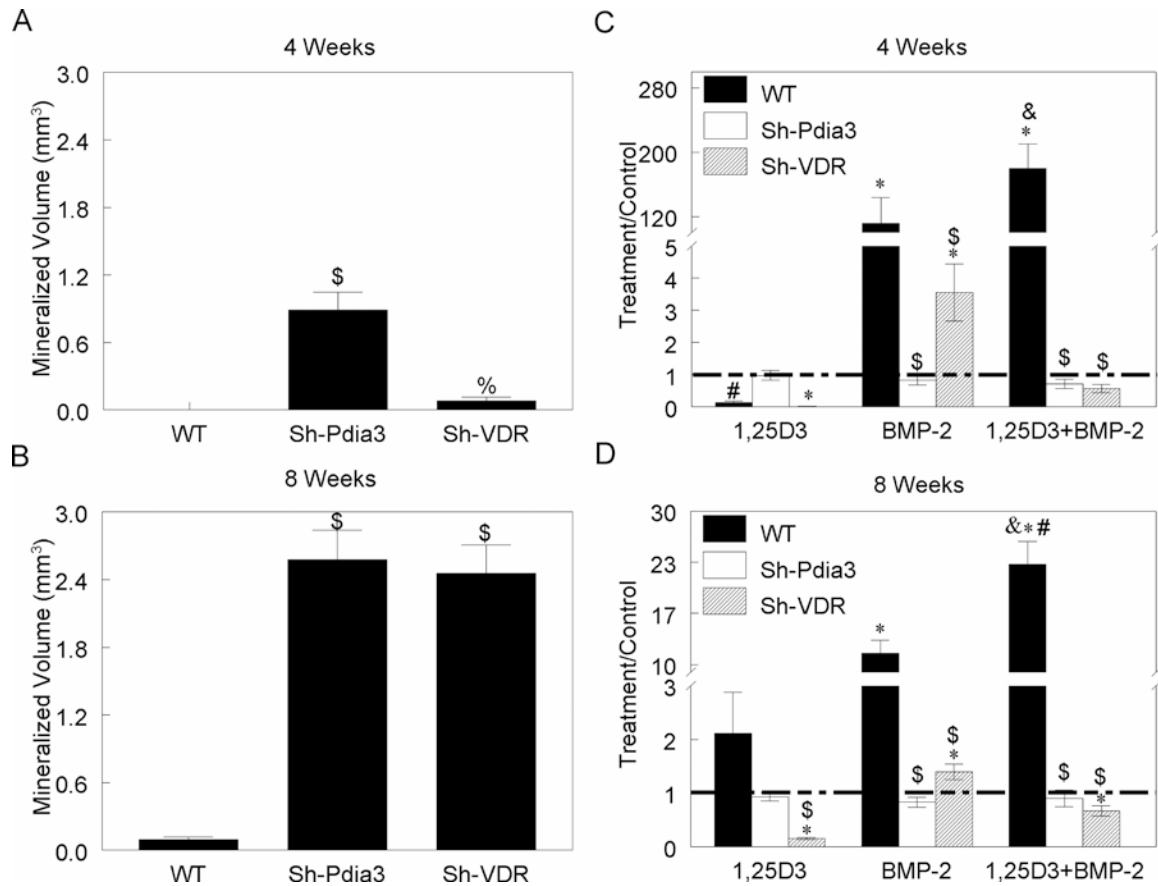 A
4 Weeks
Mineralized Volume (mm³)
3.0
2.4
1.8
1.2
0.6
0.0
$
%
WT Sh-Pdia3 Sh-VDR
B
8 Weeks
Mineralized Volume (mm³)
3.0
2.4
1.8
1.2
0.6
0.0
$ $
WT Sh-Pdia3 Sh-VDR
C
4 Weeks
Treatment/Control
280
200
120
5
4
3
2
1
0
WT
Sh-Pdia3
Sh-VDR
#
*
*
$
$
*
&
*
$ $
1,25D3 BMP-2 1,25D3+BMP-2
D
8 Weeks
Treatment/Control
30
23
17
10
3
2
1
0
WT
Sh-Pdia3
Sh-VDR
$
*
*
$
$
*
&*#
$ $
*
1,25D3 BMP-2 1,25D3+BMP-2